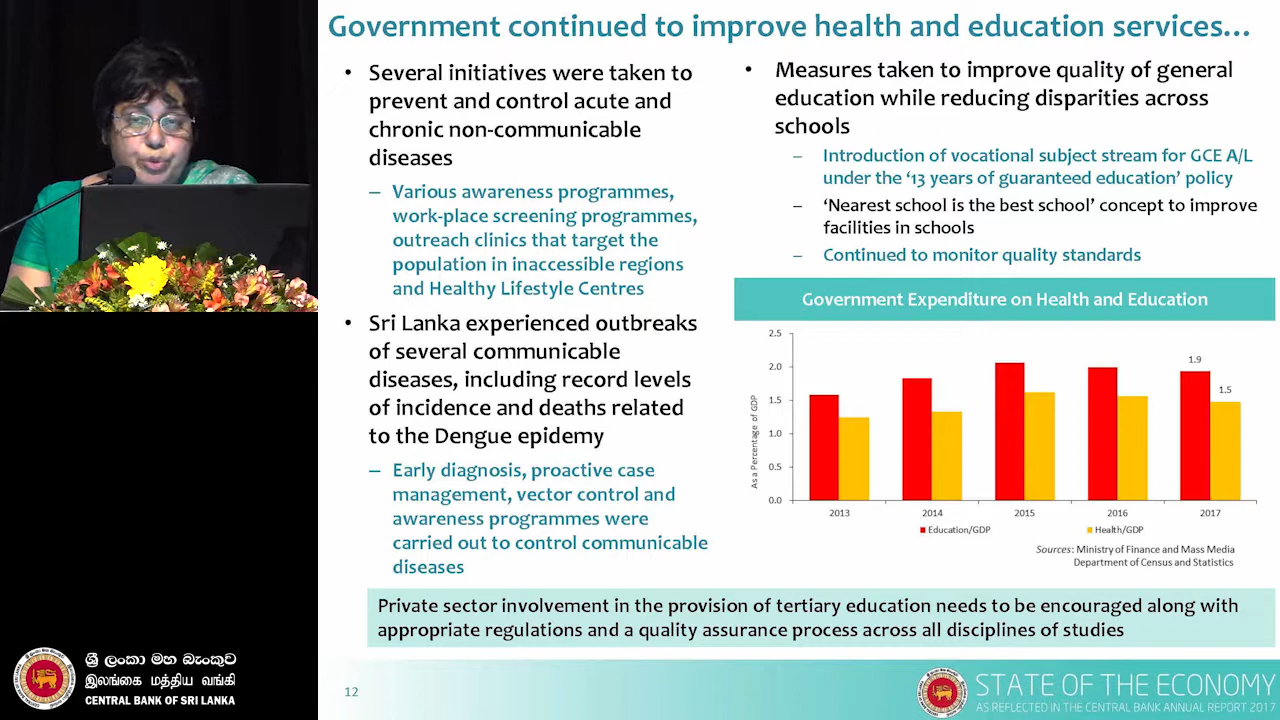 Government continued to improve health and education services...
• Several initiatives were taken to
prevent and control acute and
chronic non-communicable
diseases
– Various awareness programmes,
work-place screening programmes,
outreach clinics that target the
population in inaccessible regions
and Healthy Lifestyle Centres
• Sri Lanka experienced outbreaks
of several communicable
diseases, including record levels
of incidence and deaths related
to the Dengue epidemy
– Early diagnosis, proactive case
management, vector control and
awareness programmes were
carried out to control communicable
diseases
• Measures taken to improve quality of general
education while reducing disparities across
schools
– Introduction of vocational subject stream for GCE A/L
under the ‘13 years of guaranteed education’ policy
– ‘Nearest school is the best school’ concept to improve
facilities in schools
– Continued to monitor quality standards
Government Expenditure on Health and Education
As a Percentage of GDP
2.5
2.0
1.5
1.0
0.5
0.0
1.9
1.5
2013 2014 2015 2016 2017
Education/GDP Health/GDP
Sources: Ministry of Finance and Mass Media
Department of Census and Statistics
Private sector involvement in the provision of tertiary education needs to be encouraged along with
appropriate regulations and a quality assurance process across all disciplines of studies
ශ්‍රී ලංකා මහ බැංකුව
இலங்கை மத்திய வங்கி
CENTRAL BANK OF SRI LANKA
12
STATE OF THE ECONOMY
AS REFLECTED IN THE CENTRAL BANK ANNUAL REPORT 2017